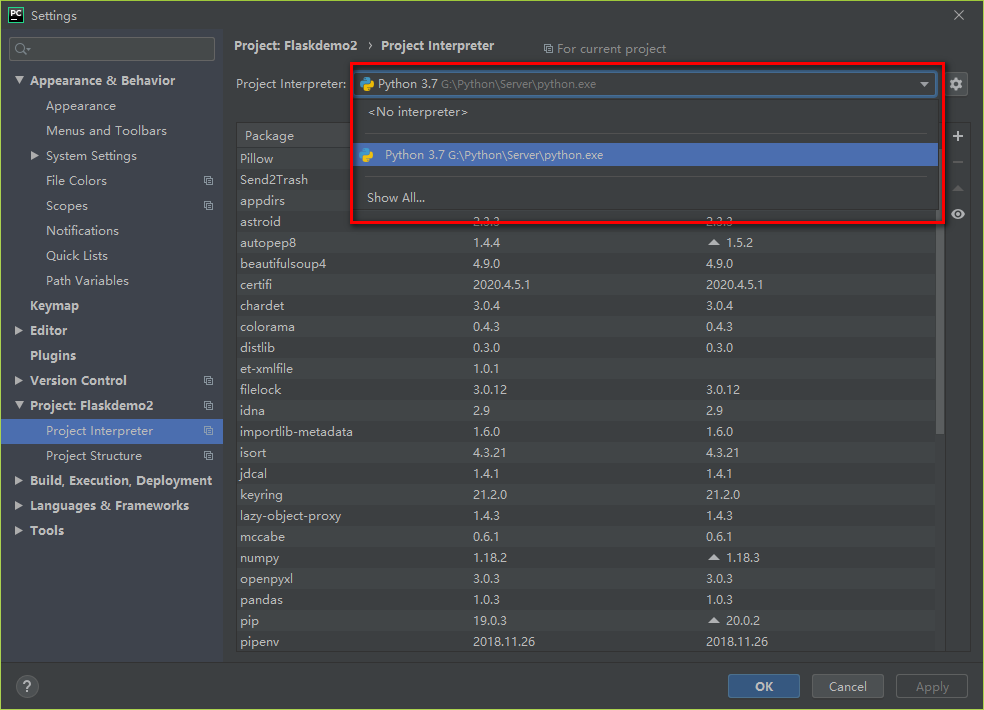 PC
Settings
Project: Flaskdemo2 › Project Interpreter
For current project
Appearance & Behavior
Appearance
Menus and Toolbars
System Settings
File Colors
Scopes
Notifications
Quick Lists
Path Variables
Keymap
Editor
Plugins
Version Control
Project: Flaskdemo2
Project Interpreter
Project Structure
Build, Execution, Deployment
Languages & Frameworks
Tools
Project Interpreter: Python 3.7 G:\Python\Server\python.exe
<No interpreter>
Python 3.7 G:\Python\Server\python.exe
Show All...
Package
Pillow
Send2Trash
appdirs
astroid 2.3.3 2.3.3
autopep8 1.4.4 1.5.2
beautifulsoup4 4.9.0 4.9.0
certifi 2020.4.5.1 2020.4.5.1
chardet 3.0.4 3.0.4
colorama 0.4.3 0.4.3
distlib 0.3.0 0.3.0
et-xmlfile 1.0.1
filelock 3.0.12 3.0.12
idna 2.9 2.9
importlib-metadata 1.6.0 1.6.0
isort 4.3.21 4.3.21
jdcal 1.4.1 1.4.1
keyring 21.2.0 21.2.0
lazy-object-proxy 1.4.3 1.4.3
mccabe 0.6.1 0.6.1
numpy 1.18.2 1.18.3
openpyxl 3.0.3 3.0.3
pandas 1.0.3 1.0.3
pip 19.0.3 20.0.2
pipenv 2018.11.26 2018.11.26
?
OK Cancel Apply